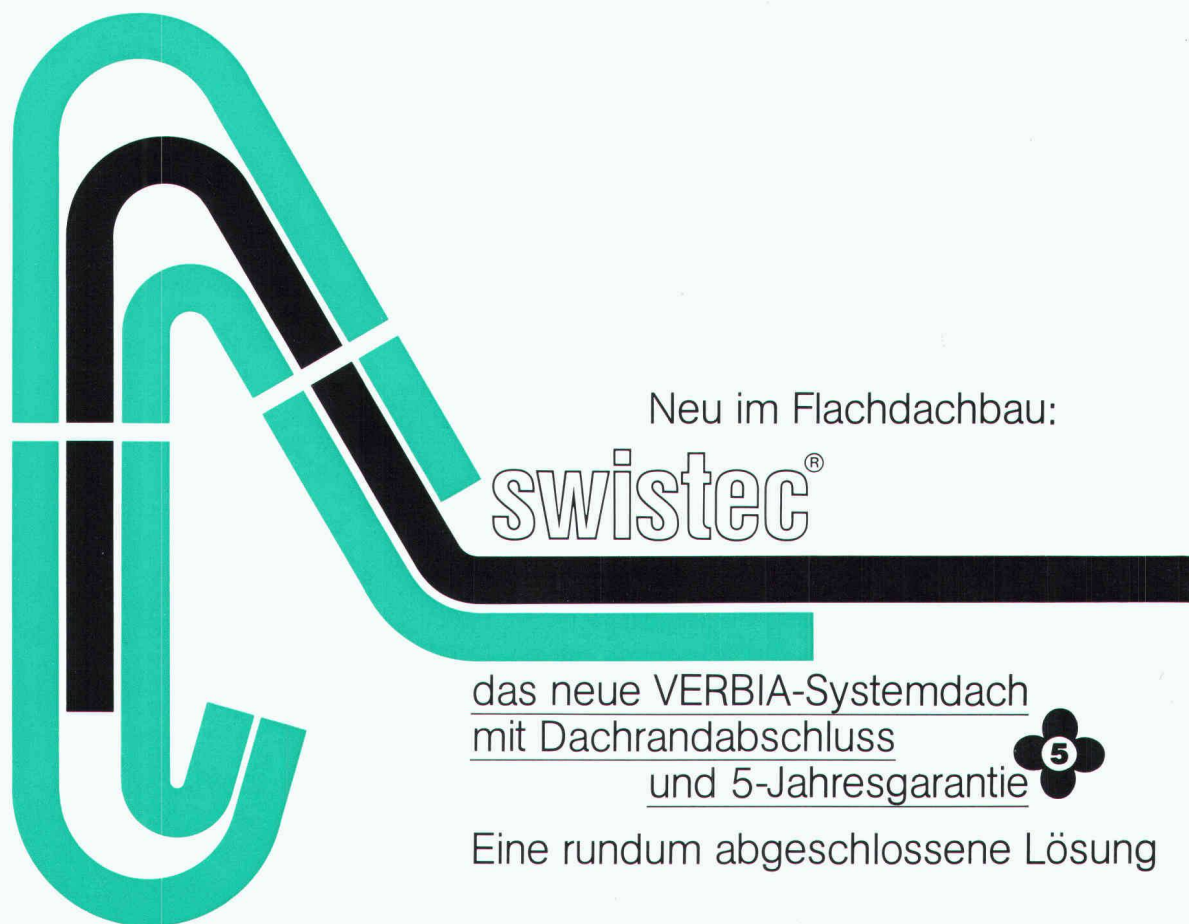 Neu im Flachdachbau:
swistec®
das neue VERBIA-Systemdach
mit Dachrandabschluss
und 5-Jahresgarantie
5
Eine rundum abgeschlossene Lösung